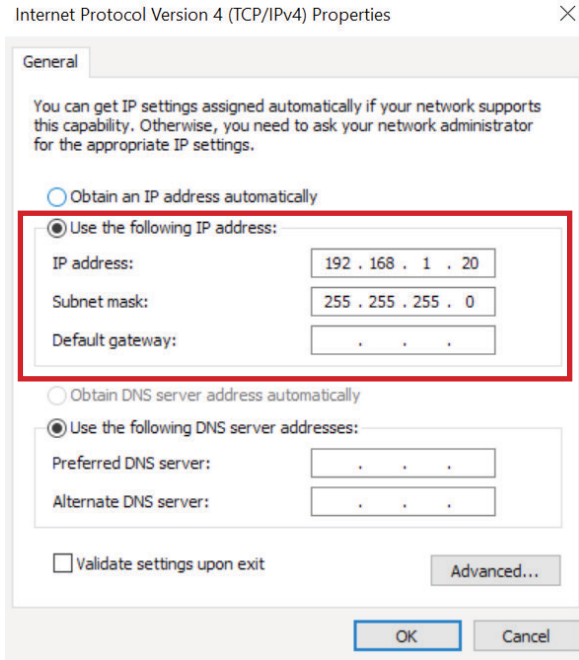 Internet Protocol Version 4 (TCP/IPv4) Properties
General
You can get IP settings assigned automatically if your network supports
this capability. Otherwise, you need to ask your network administrator
for the appropriate IP settings.
Obtain an IP address automatically
Use the following IP address:
IP address: 192 . 168 . 1 . 20
Subnet mask: 255 . 255 . 255 . 0
Default gateway: . . .
Obtain DNS server address automatically
Use the following DNS server addresses:
Preferred DNS server: . . .
Alternate DNS server: . . .
Validate settings upon exit
Advanced...
OK Cancel